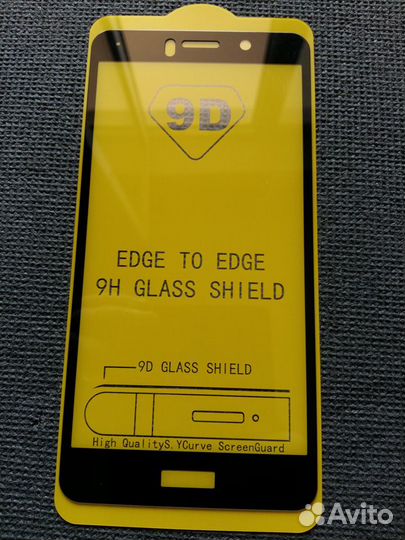 9D
EDGE TO EDGE
9H GLASS SHIELD
9D GLASS SHIELD
High QualityS.YCurve ScreenGuard
Avito